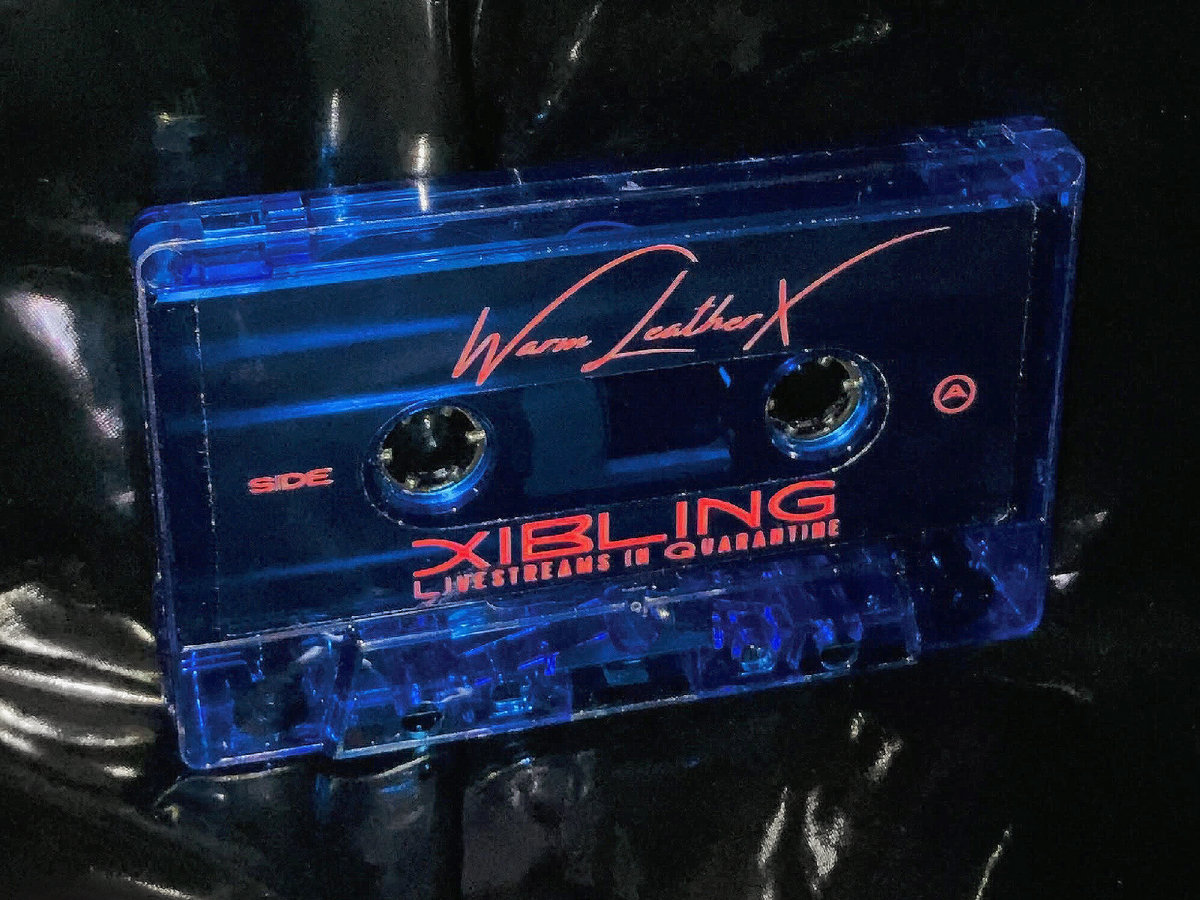 Warm Leather X
SIDE A
XIBLING
LIVESTREAMS IN QUARANTINE